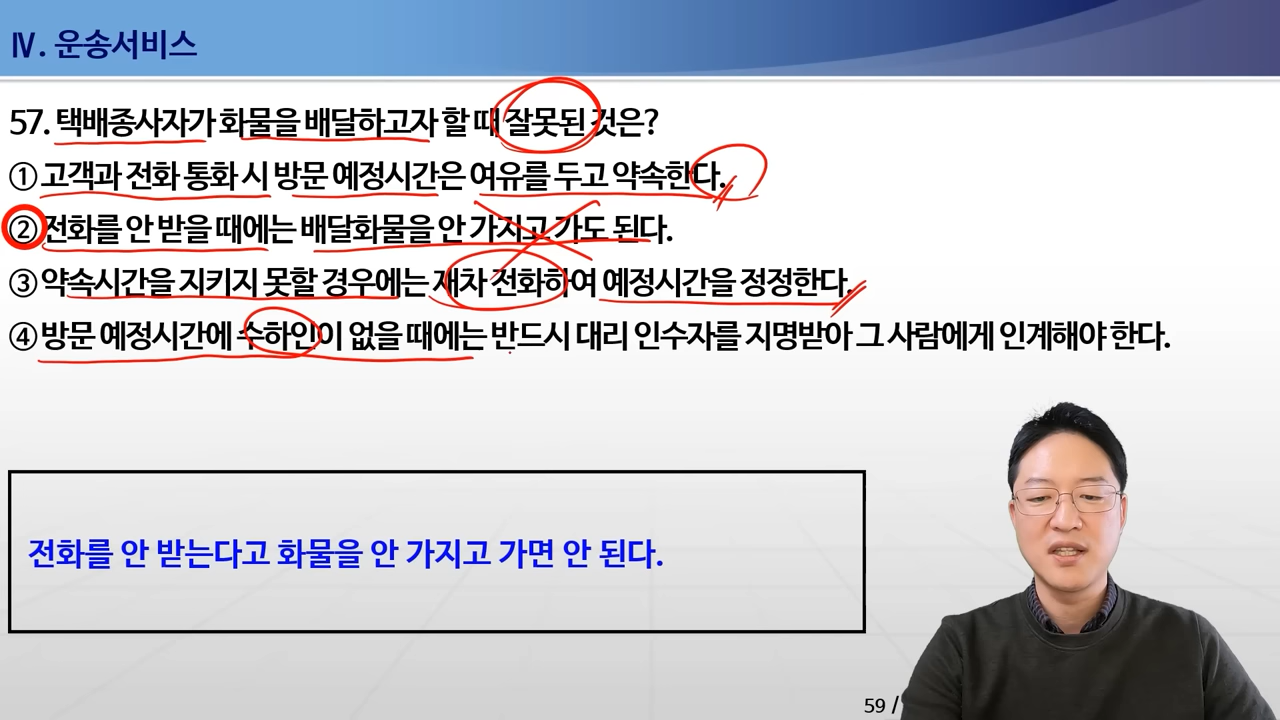 Ⅳ. 운송서비스
57. 택배종사자가 화물을 배달하고자 할 때 잘못된 것은?
① 고객과 전화 통화 시 방문 예정시간은 여유를 두고 약속한다.
② 전화를 안 받을 때에는 배달화물을 안 가지고 가도 된다.
③ 약속시간을 지키지 못할 경우에는 재차 전화하여 예정시간을 정정한다.
④ 방문 예정시간에 수하인이 없을 때에는 반드시 대리 인수자를 지명받아 그 사람에게 인계해야 한다.
전화를 안 받는다고 화물을 안 가지고 가면 안 된다.
59 /